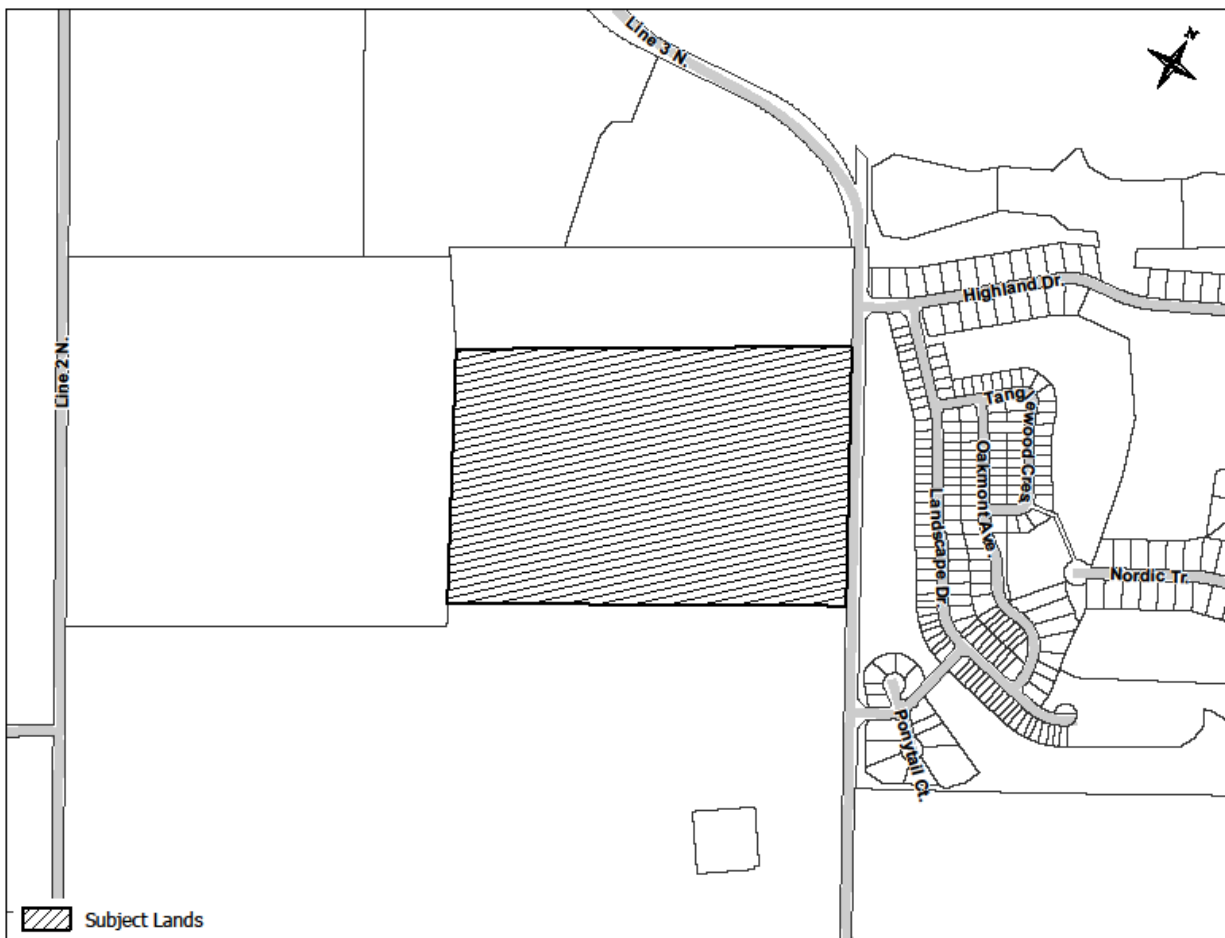 Line 3 N.
N
Highland Dr.
Line 2 N.
Tanglewood Cres
Oakmont Ave.
Landscape Dr.
Nordic Tr.
Ponytail Ct.
Subject Lands